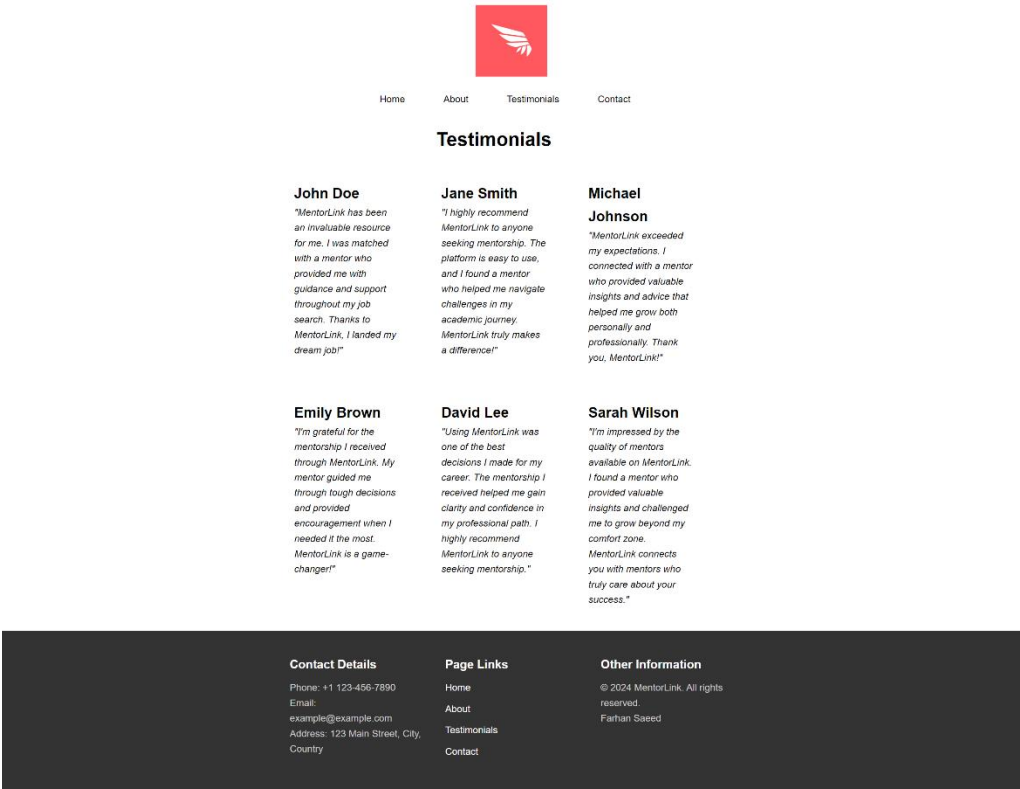 Home About Testimonials Contact
Testimonials
John Doe
"MentorLink has been
an invaluable resource
for me. I was matched
with a mentor who
provided me with
guidance and support
throughout my job
search. Thanks to
MentorLink, I landed my
dream job!"
Jane Smith
"I highly recommend
MentorLink to anyone
seeking mentorship. The
platform is easy to use,
and I found a mentor
who helped me navigate
challenges in my
academic journey.
MentorLink truly makes
a difference!"
Michael
Johnson
"MentorLink exceeded
my expectations. I
connected with a mentor
who provided valuable
insights and advice that
helped me grow both
personally and
professionally. Thank
you, MentorLink!"
Emily Brown
"I'm grateful for the
mentorship I received
through MentorLink. My
mentor guided me
through tough decisions
and provided
encouragement when I
needed it the most.
MentorLink is a game-
changer!"
David Lee
"Using MentorLink was
one of the best
decisions I made for my
career. The mentorship I
received helped me gain
clarity and confidence in
my professional path. I
highly recommend
MentorLink to anyone
seeking mentorship."
Sarah Wilson
"I'm impressed by the
quality of mentors
available on MentorLink.
I found a mentor who
provided valuable
insights and challenged
me to grow beyond my
comfort zone.
MentorLink connects
you with mentors who
truly care about your
success."
Contact Details
Phone: +1 123-456-7890
Email:
example@example.com
Address: 123 Main Street, City,
Country
Page Links
Home
About
Testimonials
Contact
Other Information
© 2024 MentorLink. All rights
reserved.
Farhan Saeed